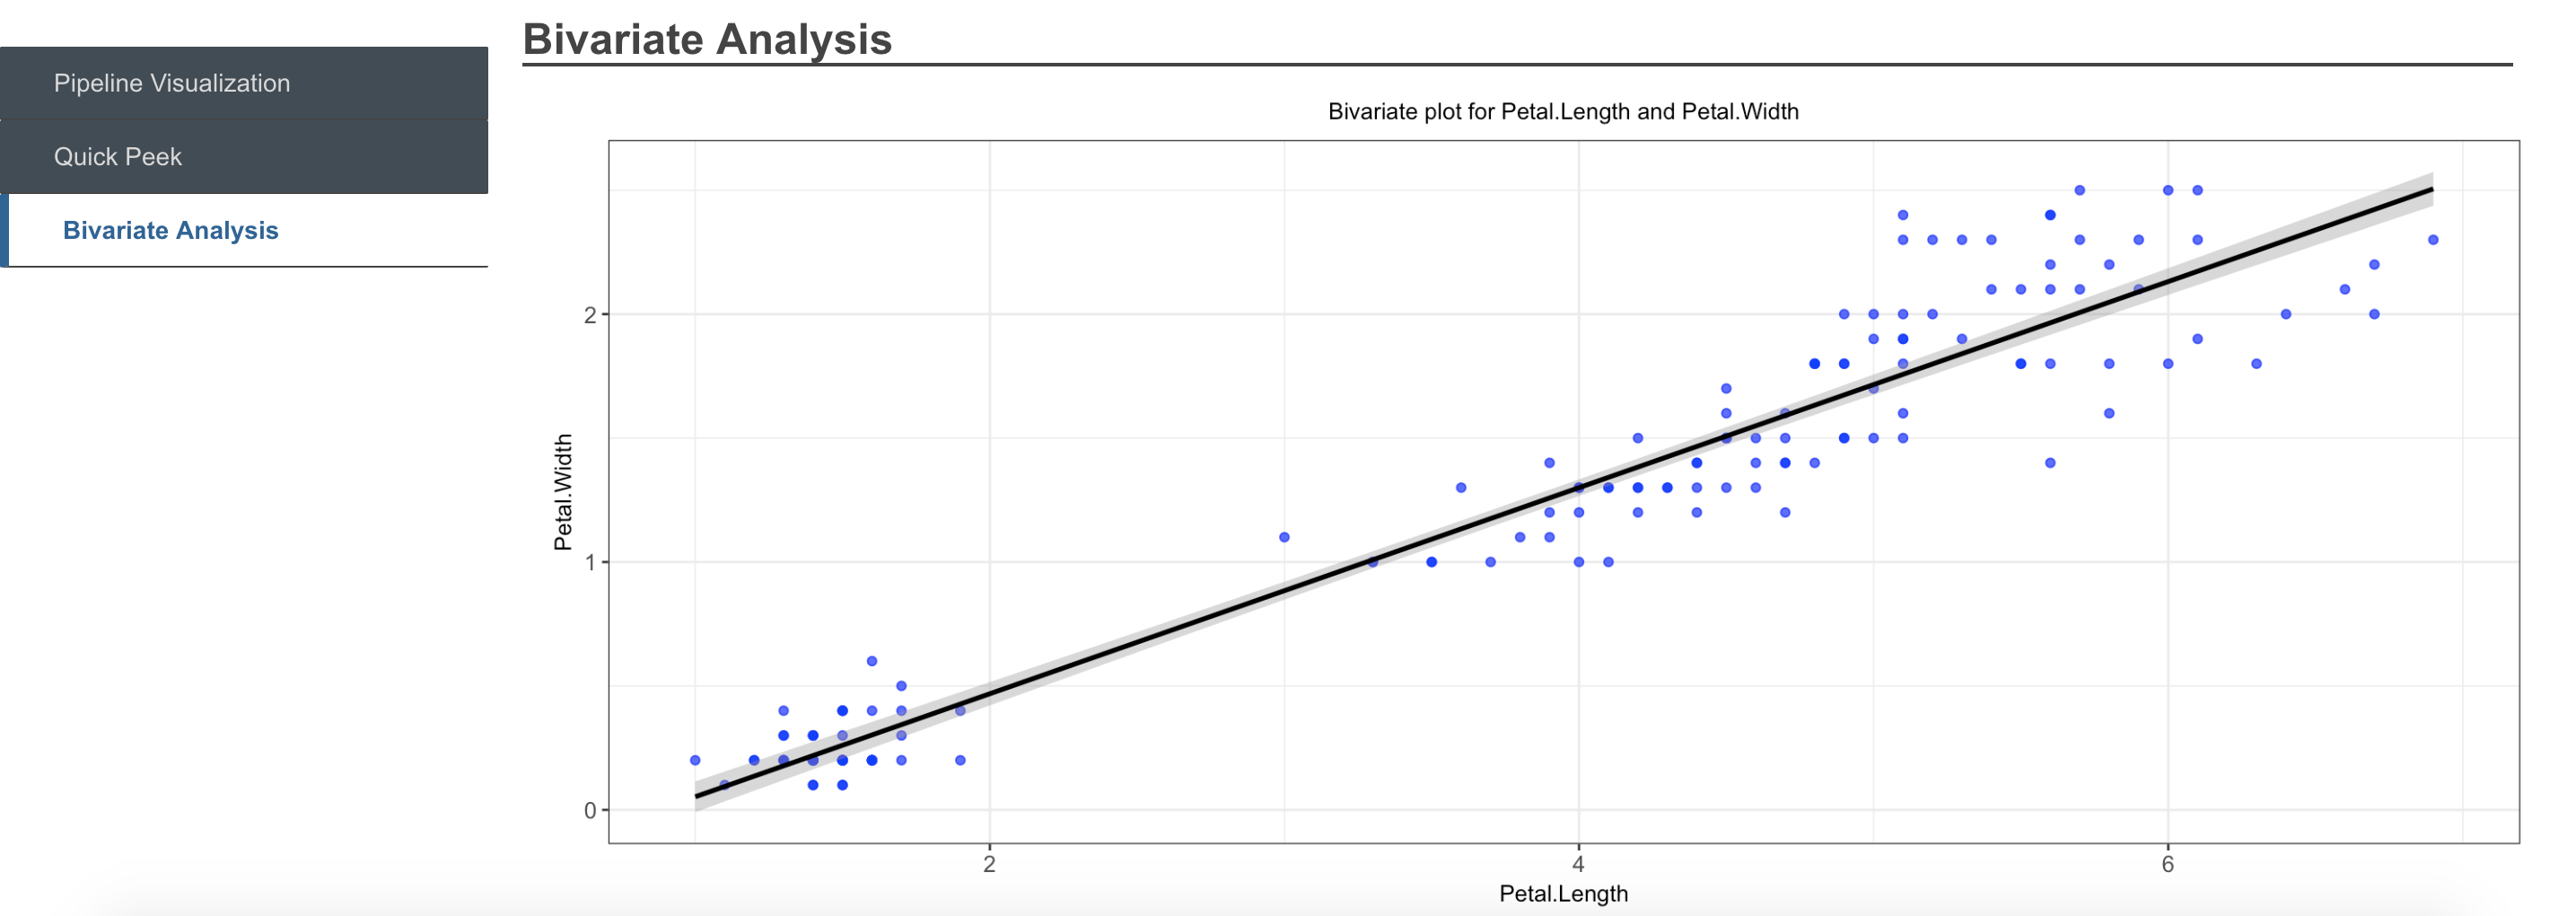 Bivariate Analysis
Pipeline Visualization
Quick Peek
Bivariate Analysis
Bivariate plot for Petal.Length and Petal.Width
Petal.Width
2
1
0
2
4
6
Petal.Length